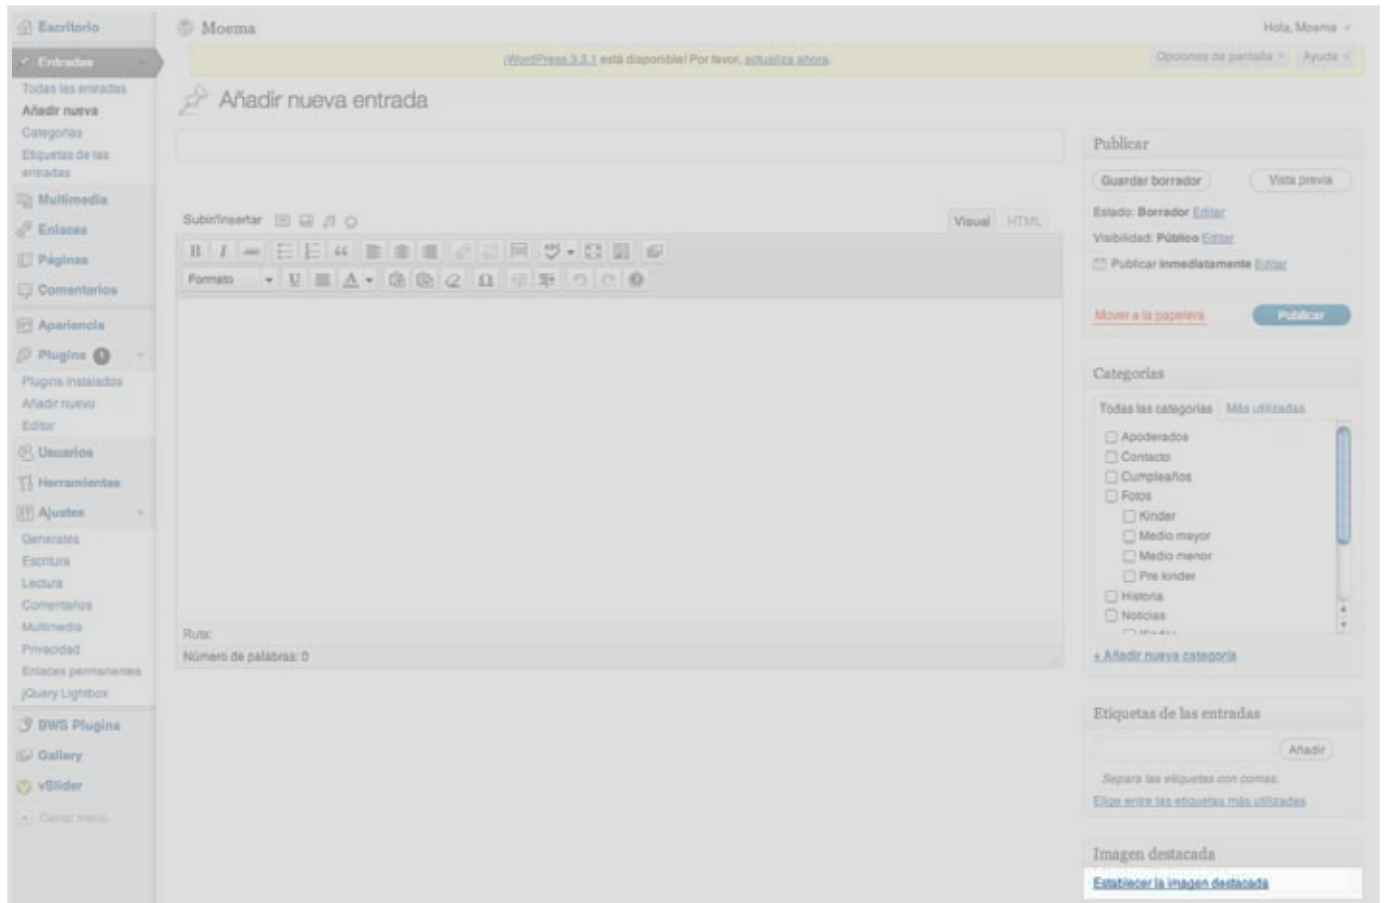 Escritorio
Entradas
Todas las entradas
Añadir nueva
Categorías
Etiquetas de las
entradas
Multimedia
Enlaces
Páginas
Comentarios
Apariencia
Plugins 1
Plugins instalados
Añadir nuevo
Editor
Usuarios
Herramientas
Ajustes
Generales
Escritura
Lectura
Comentarios
Multimedia
Privacidad
Enlaces permanentes
jQuery Lightbox
BWS Plugins
Gallery
vSlider
Cerrar menú
Moema
Hola, Moema
¡WordPress 3.3.1 está disponible! Por favor, actualiza ahora.
Opciones de pantalla
Ayuda
Añadir nueva entrada
Subir/Insertar
Visual HTML
B I ABC
Formato U A Ω
Ruta:
Número de palabras: 0
Publicar
Guardar borrador
Vista previa
Estado: Borrador Editar
Visibilidad: Público Editar
Publicar inmediatamente Editar
Mover a la papelera
Publicar
Categorías
Todas las categorías Más utilizadas
Apoderados
Contacto
Cumpleaños
Fotos
Kinder
Medio mayor
Medio menor
Pre kinder
Historia
Noticias
+ Añadir nueva categoría
Etiquetas de las entradas
Añadir
Separa las etiquetas con comas.
Elige entre las etiquetas más utilizadas
Imagen destacada
Establecer la imagen destacada